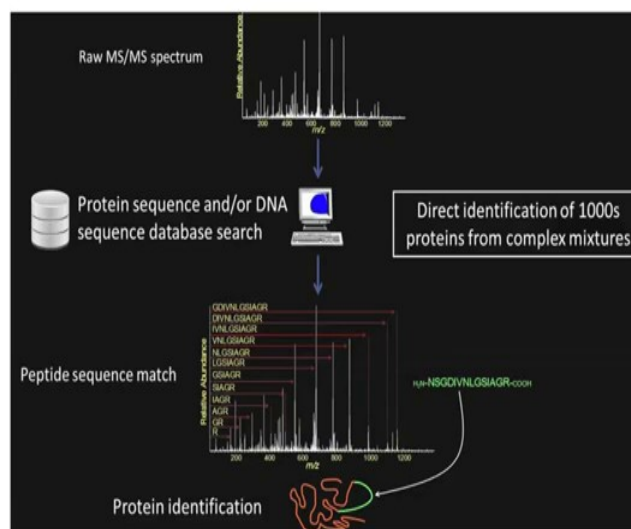 Raw MS/MS spectrum
Relative Abundance
200 400 600 800 1000 1200
m/z
Protein sequence and/or DNA
sequence database search
Direct identification of 1000s
proteins from complex mixtures
Peptide sequence match
Relative Abundance
GDIVNLGSIAGR
DIVNLGSIAGR
IVNLGSIAGR
VNLGSIAGR
NLGSIAGR
LGSIAGR
GSIAGR
SIAGR
IAGR
AGR
GR
R
200 400 600 800 1000 1200
m/z
H₂N-NSGDIVNLGSIAGR-COOH
Protein identification